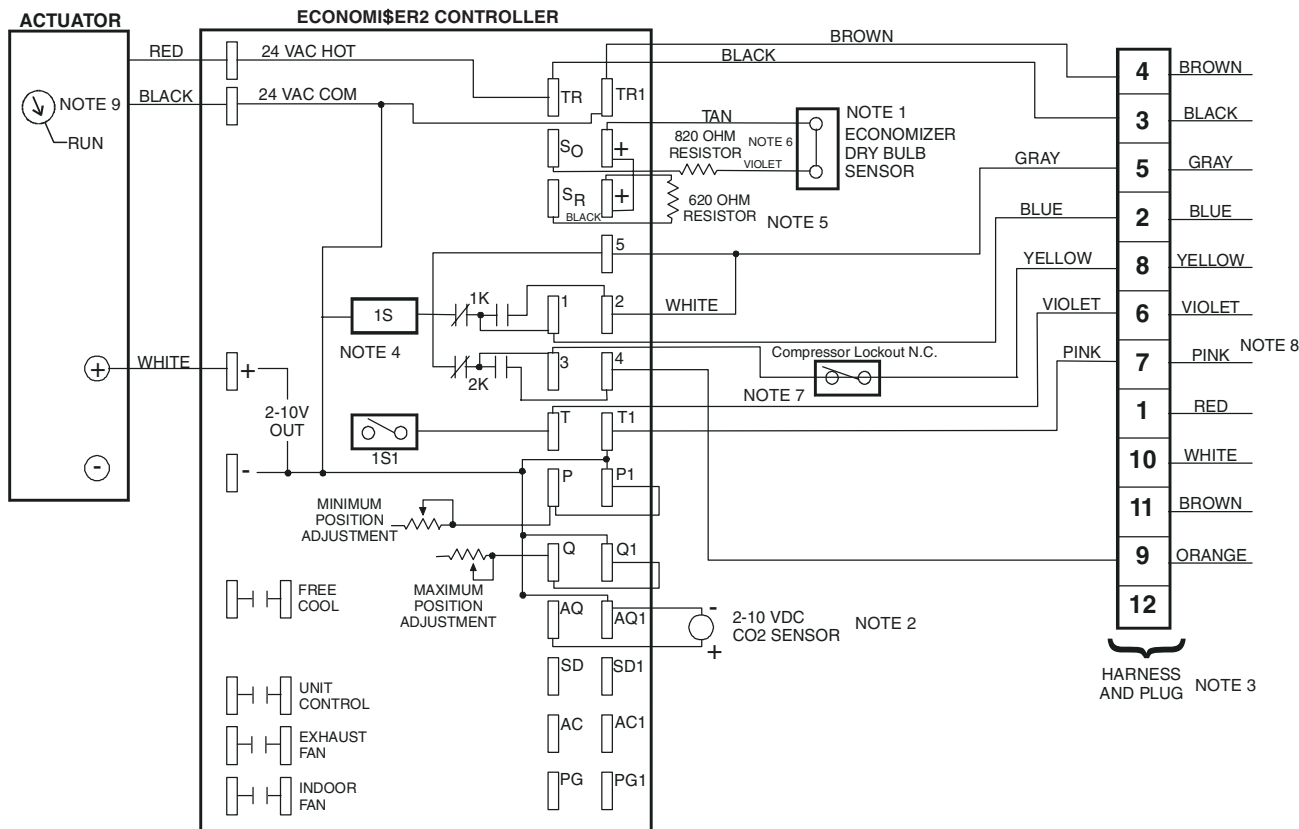 ACTUATOR
ECONOMI$ER2 CONTROLLER
RED
24 VAC HOT
BLACK
24 VAC COM
NOTE 9
RUN
TR
TR1
BROWN
BLACK
TAN
820 OHM
RESISTOR
NOTE 6
VIOLET
NOTE 1
ECONOMIZER
DRY BULB
SENSOR
SO
+
SR
+
BLACK
620 OHM
RESISTOR
NOTE 5
GRAY
BLUE
YELLOW
VIOLET
PINK
5
1S
NOTE 4
1K
1
2
WHITE
2K
3
4
Compressor Lockout N.C.
NOTE 7
1S1
T
T1
+
WHITE
+
2-10V
OUT
-
-
P
P1
MINIMUM
POSITION
ADJUSTMENT
Q
Q1
MAXIMUM
POSITION
ADJUSTMENT
AQ
AQ1
-
2-10 VDC
CO2 SENSOR
+
NOTE 2
FREE
COOL
SD
SD1
UNIT
CONTROL
AC
AC1
EXHAUST
FAN
PG
PG1
INDOOR
FAN
4 BROWN
3 BLACK
5 GRAY
2 BLUE
8 YELLOW
6 VIOLET
7 PINK
NOTE 8
1 RED
10 WHITE
11 BROWN
9 ORANGE
12
HARNESS
AND PLUG
NOTE 3